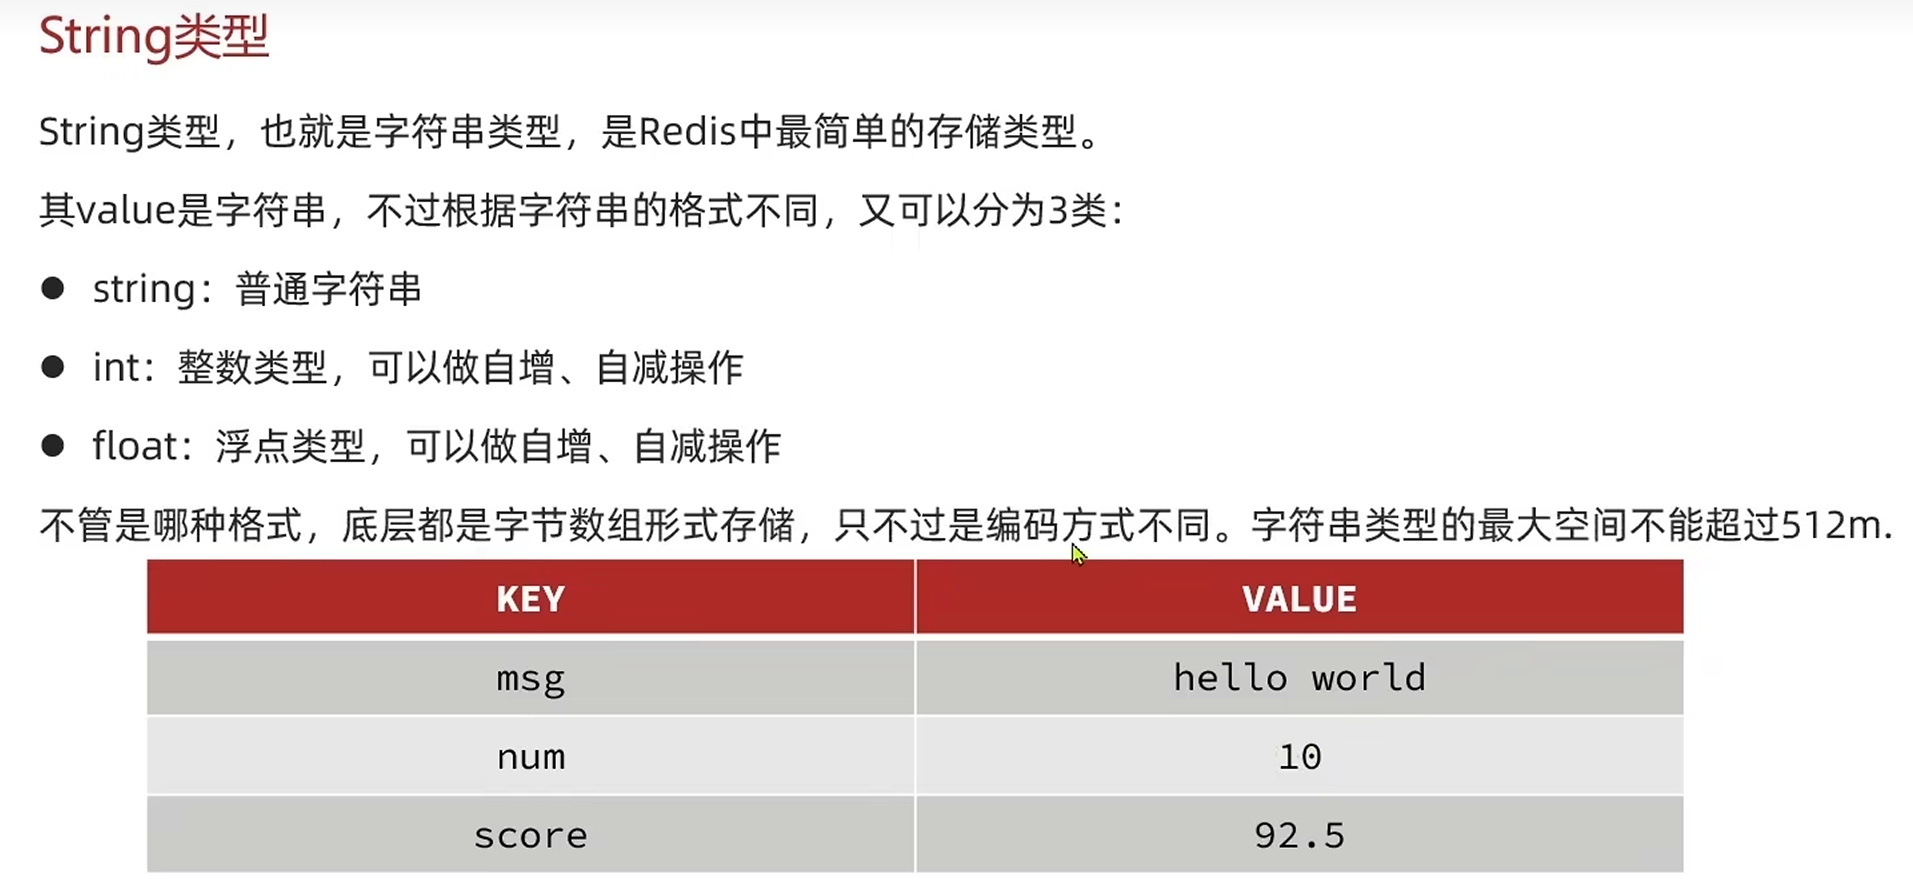 String类型
String类型，也就是字符串类型，是Redis中最简单的存储类型。
其value是字符串，不过根据字符串的格式不同，又可以分为3类：
● string：普通字符串
● int：整数类型，可以做自增、自减操作
● float：浮点类型，可以做自增、自减操作
不管是哪种格式，底层都是字节数组形式存储，只不过是编码方式不同。字符串类型的最大空间不能超过512m.
KEY VALUE
msg hello world
num 10
score 92.5